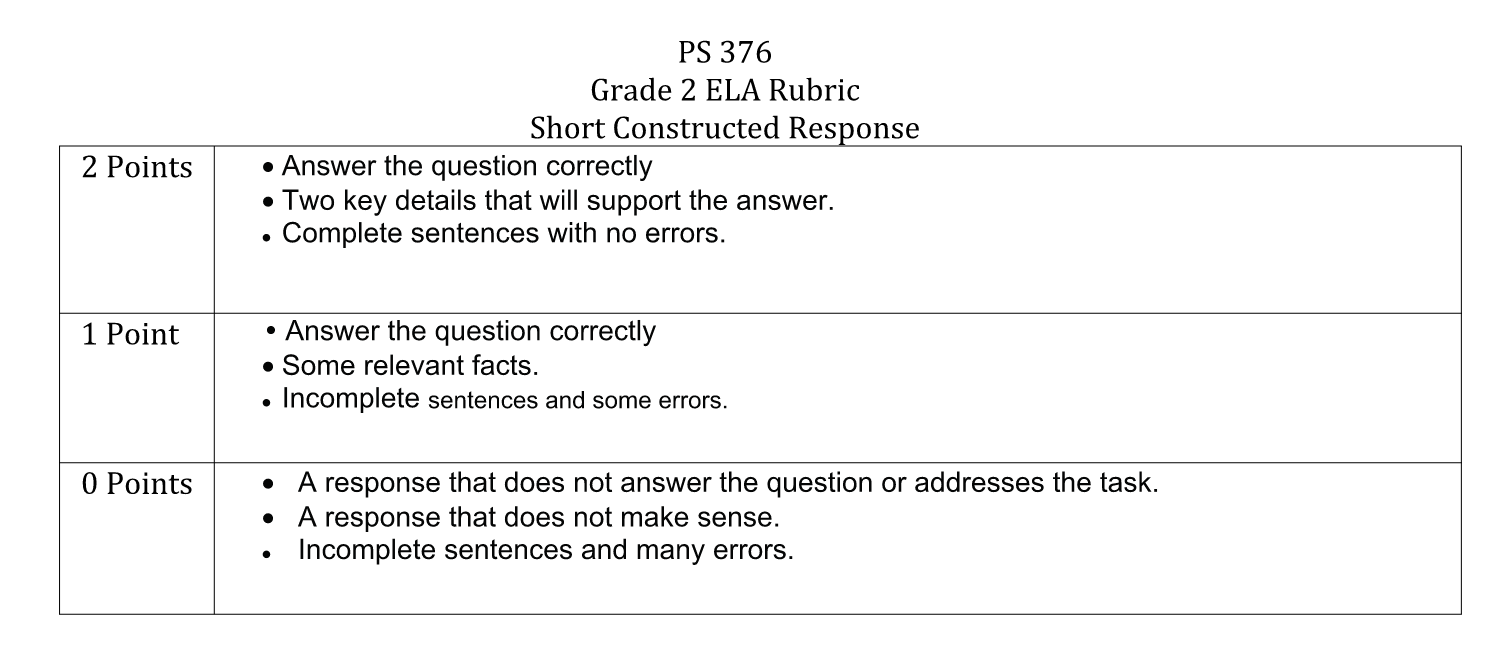 PS 376
Grade 2 ELA Rubric
Short Constructed Response
2 Points
• Answer the question correctly
• Two key details that will support the answer.
• Complete sentences with no errors.
1 Point
• Answer the question correctly
• Some relevant facts.
• Incomplete sentences and some errors.
0 Points
• A response that does not answer the question or addresses the task.
• A response that does not make sense.
• Incomplete sentences and many errors.